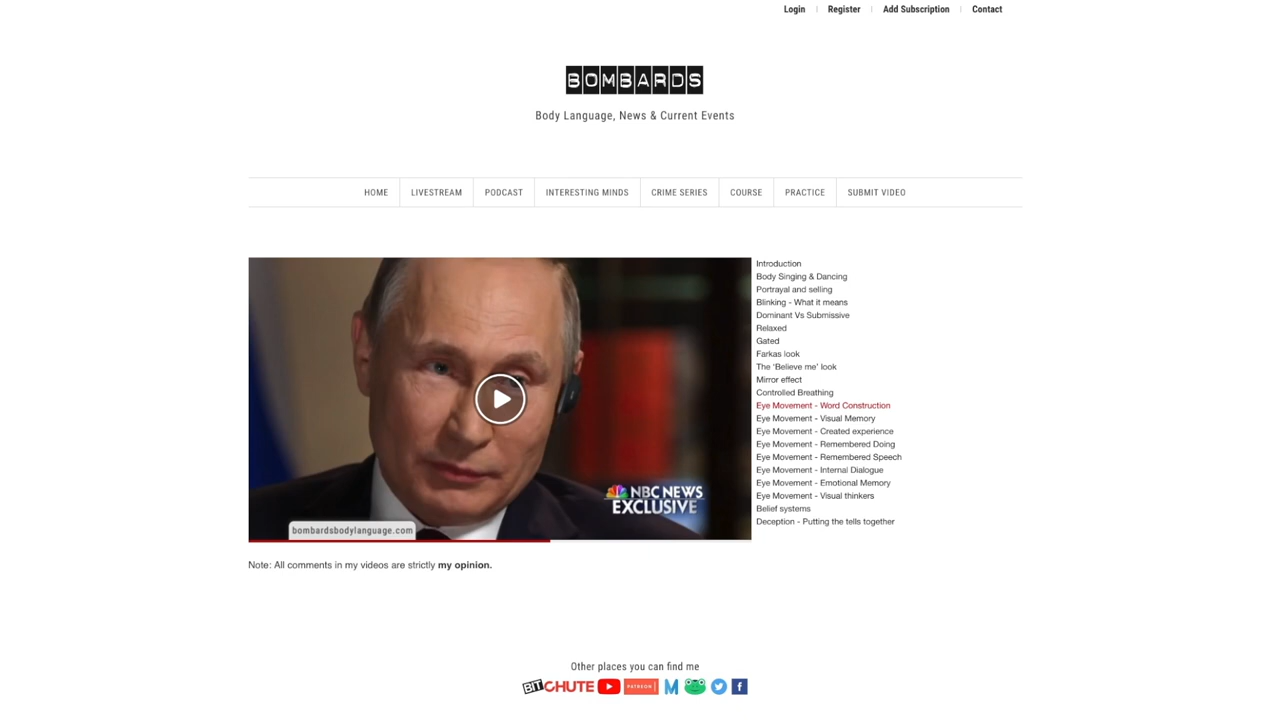 Login
Register
Add Subscription
Contact
BOMBARDS
Body Language, News & Current Events
HOME
LIVESTREAM
PODCAST
INTERESTING MINDS
CRIME SERIES
COURSE
PRACTICE
SUBMIT VIDEO
NBC NEWS
EXCLUSIVE
bombardsbodylanguage.com
Introduction
Body Singing & Dancing
Portrayal and selling
Blinking - What it means
Dominant Vs Submissive
Relaxed
Gated
Farkas look
The ‘Believe me’ look
Mirror effect
Controlled Breathing
Eye Movement - Word Construction
Eye Movement - Visual Memory
Eye Movement - Created experience
Eye Movement - Remembered Doing
Eye Movement - Remembered Speech
Eye Movement - Internal Dialogue
Eye Movement - Emotional Memory
Eye Movement - Visual thinkers
Belief systems
Deception - Putting the tells together
Note: All comments in my videos are strictly my opinion.
Other places you can find me
BITCHUTE
PATREON